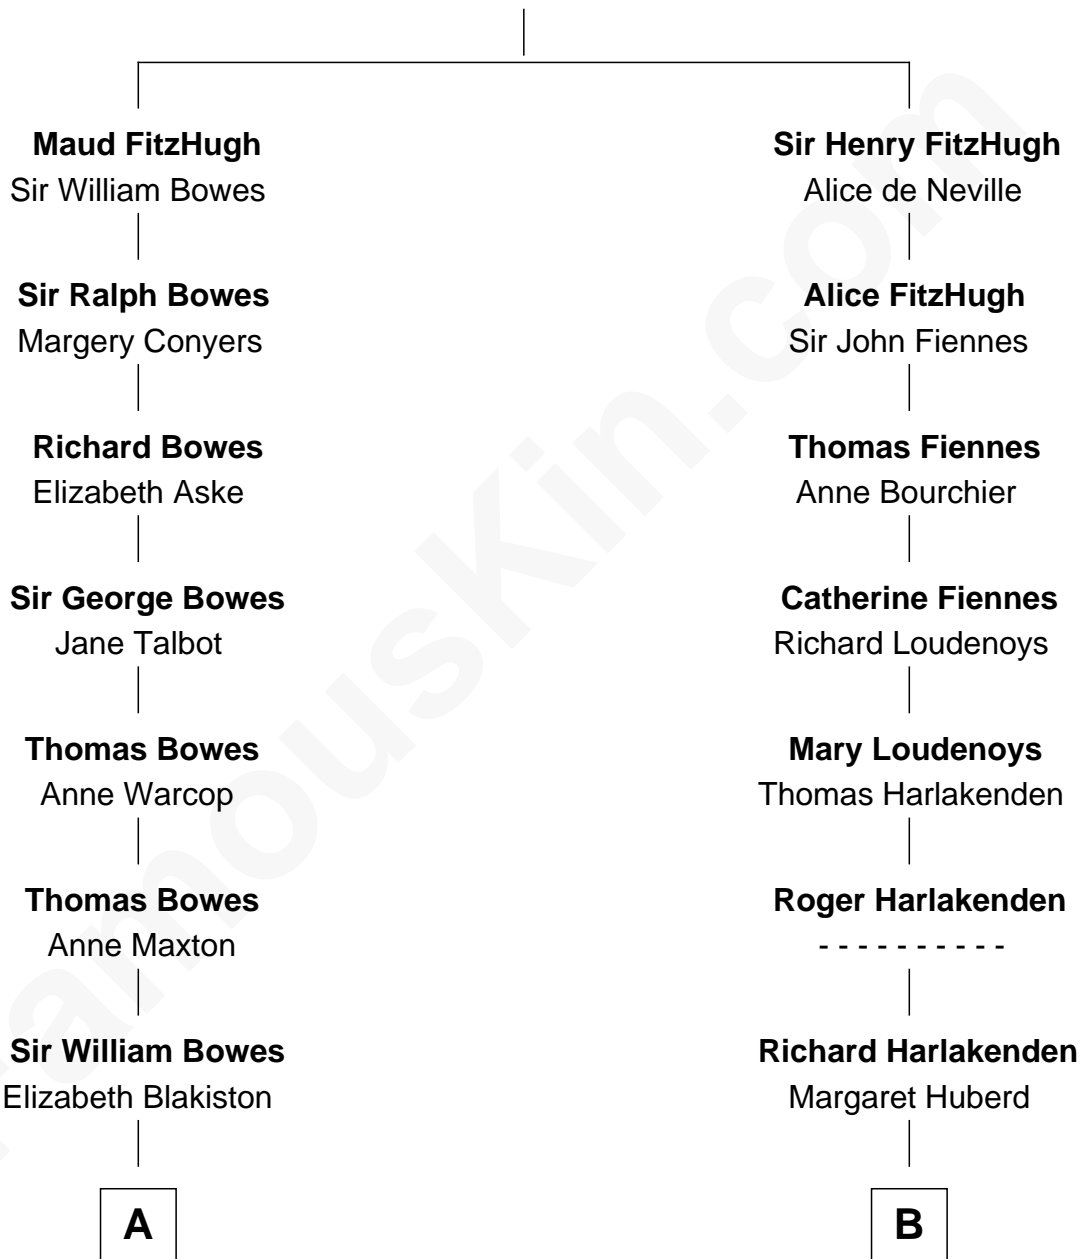 Maud FitzHugh
Sir William Bowes
Sir Ralph Bowes
Margery Conyers
Richard Bowes
Elizabeth Aske
Sir George Bowes
Jane Talbot
Thomas Bowes
Anne Warcop
Thomas Bowes
Anne Maxton
Sir William Bowes
Elizabeth Blakiston
A
Sir Henry FitzHugh
Alice de Neville
Alice FitzHugh
Sir John Fiennes
Thomas Fiennes
Anne Bourchier
Catherine Fiennes
Richard Loudenoys
Mary Loudenoys
Thomas Harlakenden
Roger Harlakenden
- - - - - - - - - -
Richard Harlakenden
Margaret Huberd
B
FamousKin.com